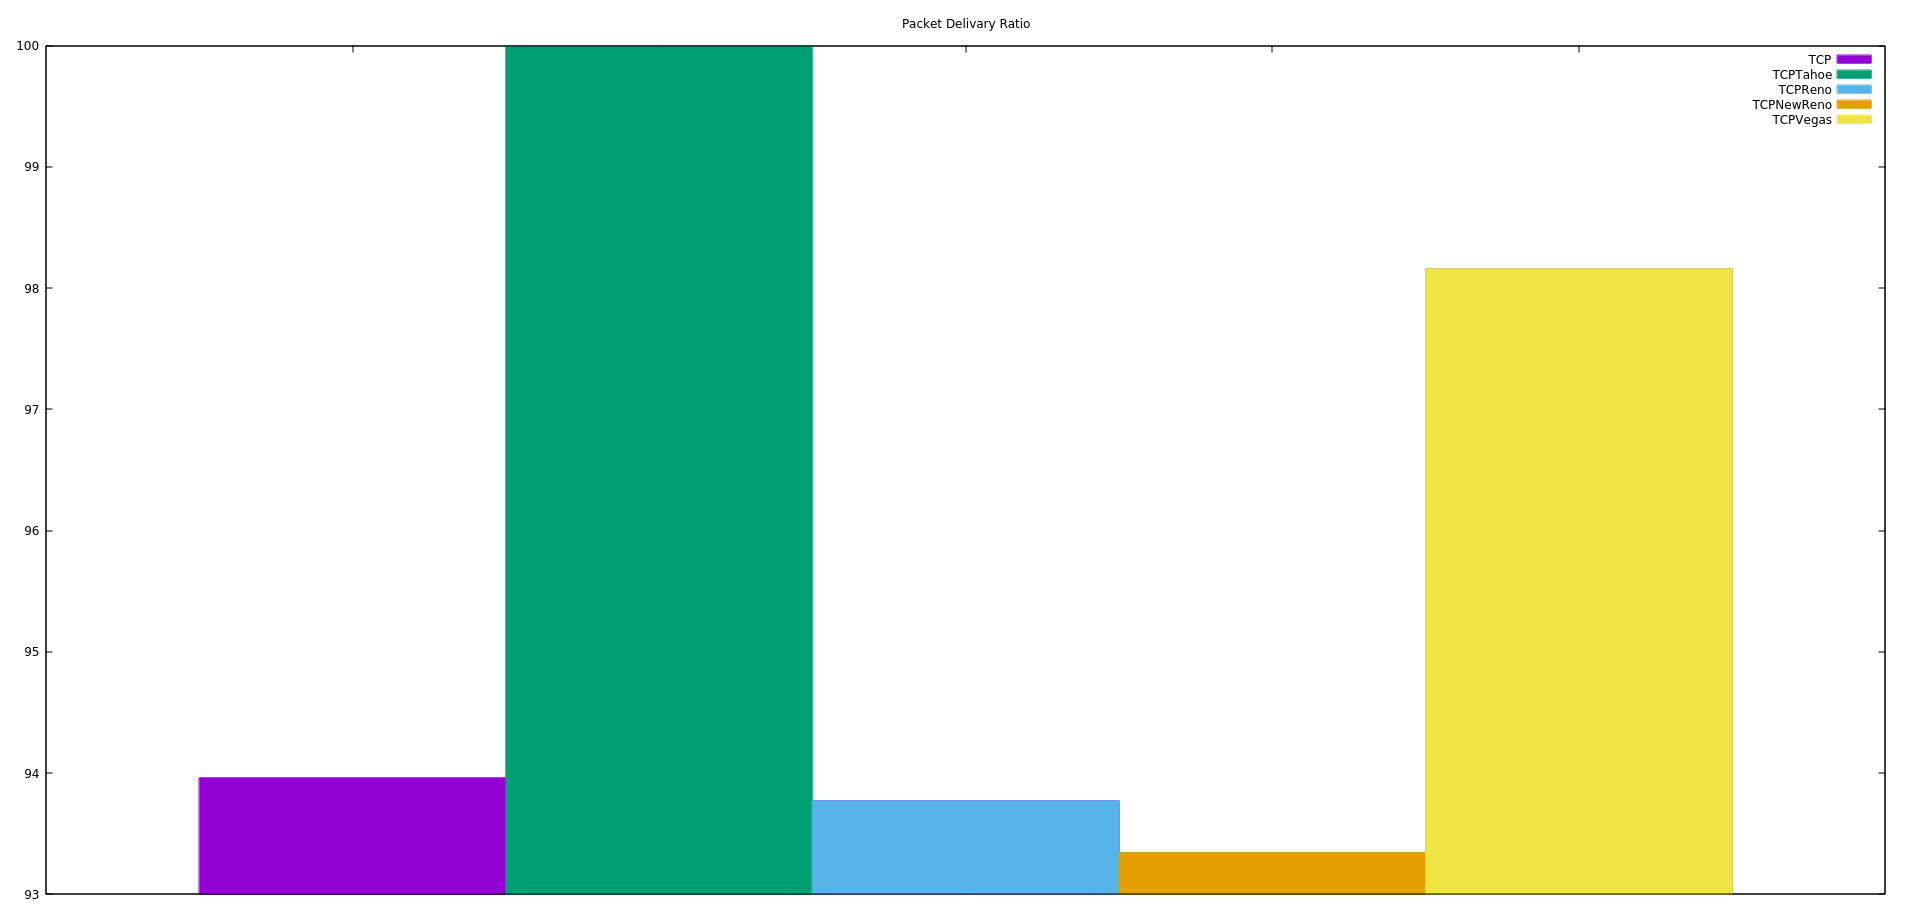 Packet Delivary Ratio
100
99
98
97
96
95
94
93
TCP
TCPTahoe
TCPReno
TCPNewReno
TCPVegas